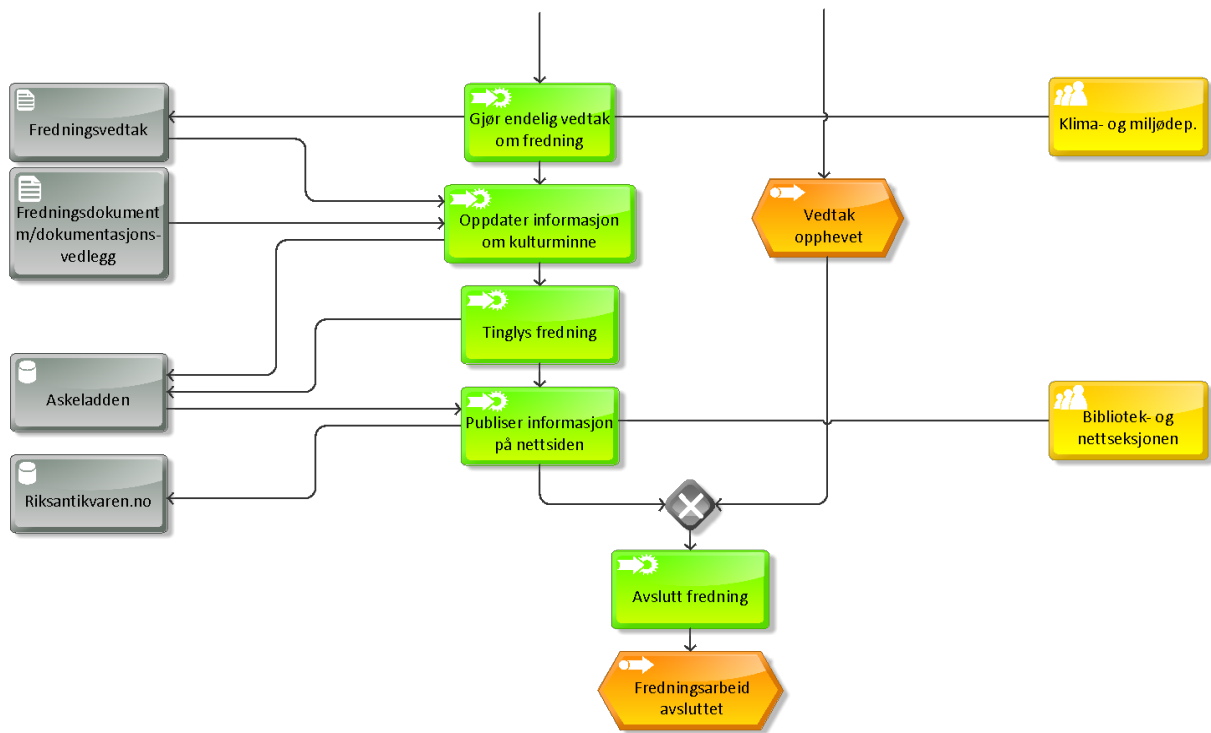 Fredningsvedtak
Gjør endelig vedtak
om fredning
Klima- og miljødep.
Fredningsdokument
m/dokumentasjons-
vedlegg
Oppdater informasjon
om kulturminne
Vedtak
opphevet
Tinglys fredning
Askeladden
Publiser informasjon
på nettsiden
Bibliotek- og
nettseksjonen
Riksantikvaren.no
Avslutt fredning
Fredningsarbeid
avsluttet